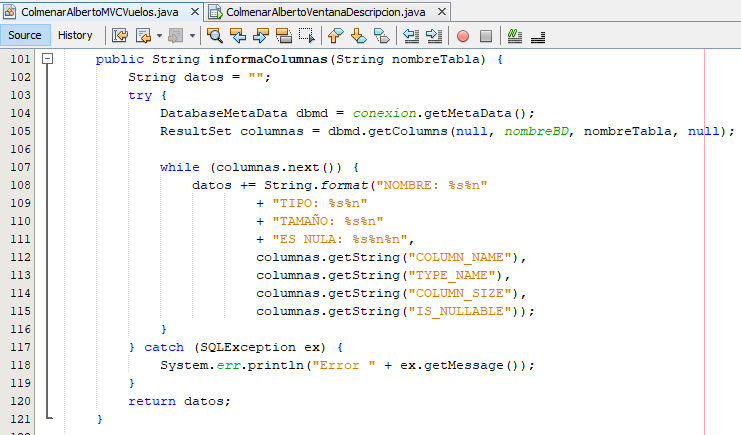 ColmenarAlbertoMVCVuelos.java ColmenarAlbertoVentanaDescripcion.java
Source History
101 public String informaColumnas(String nombreTabla) {
102 String datos = "";
103 try {
104 DatabaseMetaData dbmd = conexion.getMetaData();
105 ResultSet columnas = dbmd.getColumns(null, nombreBD, nombreTabla, null);
106
107 while (columnas.next()) {
108 datos += String.format("NOMBRE: %s%n"
109 + "TIPO: %s%n"
110 + "TAMAÑO: %s%n"
111 + "ES NULA: %s%n%n",
112 columnas.getString("COLUMN_NAME"),
113 columnas.getString("TYPE_NAME"),
114 columnas.getString("COLUMN_SIZE"),
115 columnas.getString("IS_NULLABLE"));
116 }
117 } catch (SQLException ex) {
118 System.err.println("Error " + ex.getMessage());
119 }
120 return datos;
121 }